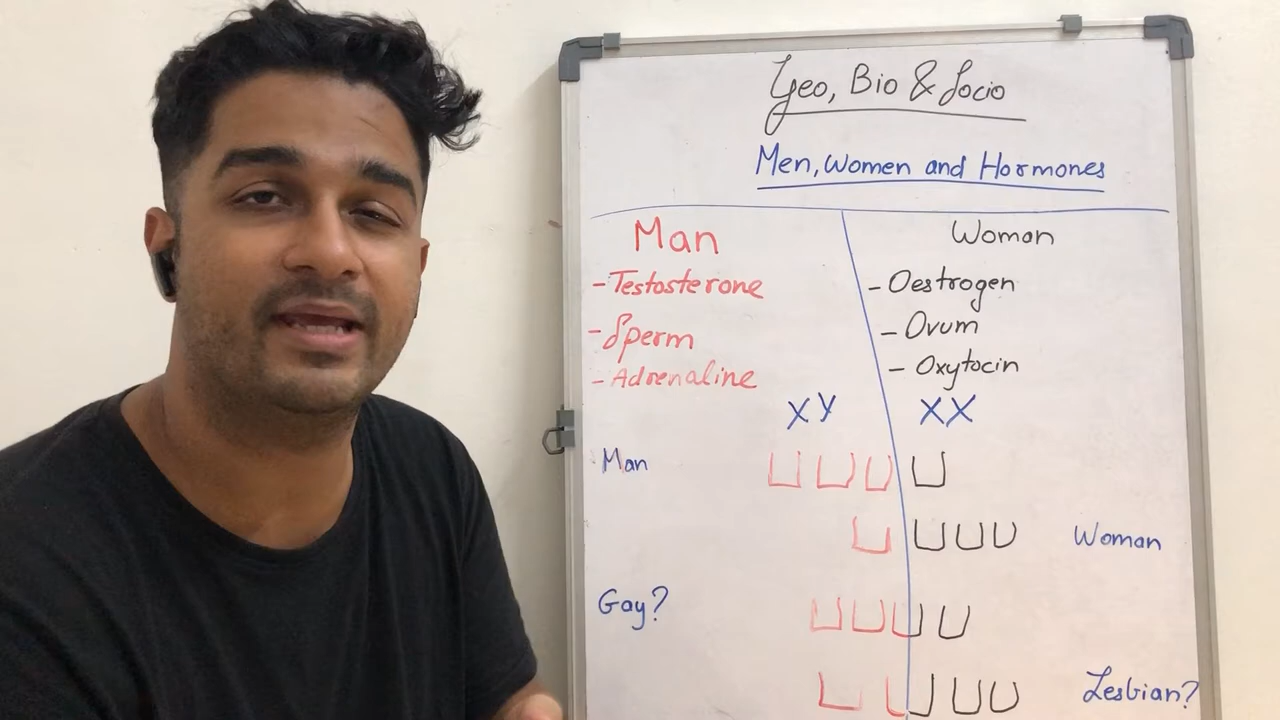 Geo, Bio & Socio
Men, Women and Hormones
Man
- Testosterone
- Sperm
- Adrenaline
XY
Woman
- Oestrogen
- Ovum
- Oxytocin
XX
Man
Woman
Gay?
Lesbian?